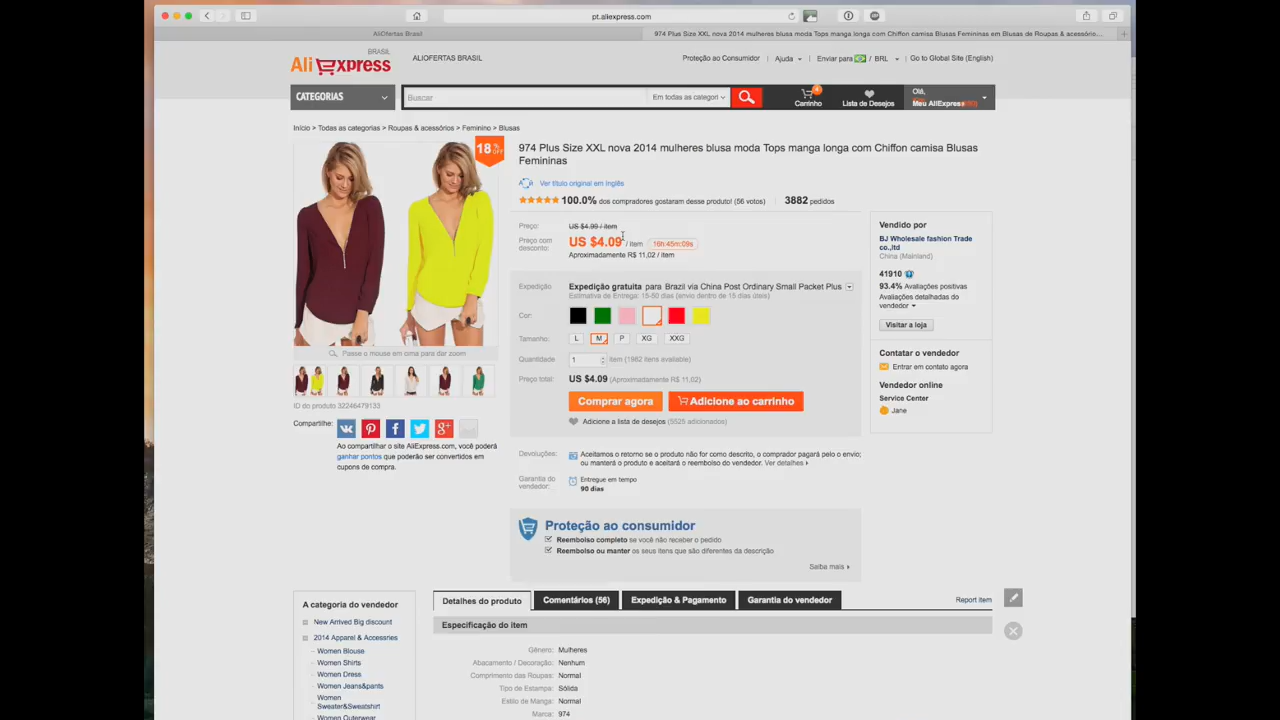 pt.aliexpress.com
AliOfertas Brasil
974 Plus Size XXL nova 2014 mulheres blusa moda Tops manga longa com Chiffon camisa Blusas Femininas em Blusas de Roupas & acessório...
BRASIL
AliExpress
ALIOFERTAS BRASIL
Proteção ao Consumidor
Ajuda
Enviar para / BRL
Go to Global Site (English)
CATEGORIAS
Buscar
Em todas as categori
4
Carrinho
Lista de Desejos
Olá,
Meu AliExpress
Início > Todas as categorias > Roupas & acessórios > Feminino > Blusas
18 % OFF
974 Plus Size XXL nova 2014 mulheres blusa moda Tops manga longa com Chiffon camisa Blusas
Femininas
Ver título original em Inglês
100.0% dos compradores gostaram desse produto! (56 votos)
3882 pedidos
Preço: US $4.99 / item
Preço com desconto: US $4.09 / item 16h:45m:09s
Aproximadamente R$ 11,02 / item
Expedição: Expedição gratuita para Brazil via China Post Ordinary Small Packet Plus
Estimativa de Entrega: 15-50 dias (envio dentro de 15 dias úteis)
Cor:
Tamanho: L M P XG XXG
Quantidade 1 item (1982 itens available)
Preço total: US $4.09 (Aproximadamente R$ 11,02)
Comprar agora
Adicione ao carrinho
Adicione a lista de desejos (5525 adicionados)
Devoluções: Aceitamos o retorno se o produto não for como descrito, o comprador pagará pelo o envio;
ou manterá o produto e aceitará o reembolso do vendedor. Ver detalhes
Garantia do vendedor: Entregue em tempo
90 dias
Proteção ao consumidor
Reembolso completo se você não receber o pedido
Reembolso ou manter os seus itens que são diferentes da descrição
Saiba mais
Vendido por
BJ Wholesale fashion Trade
co.,ltd
China (Mainland)
41910
93.4% Avaliações positivas
Avaliações detalhadas do
vendedor
Visitar a loja
Contatar o vendedor
Entrar em contato agora
Vendedor online
Service Center
Jane
Passe o mouse em cima para dar zoom
ID do produto 32246479133
Compartilhe:
Ao compartilhar o site AliExpress.com, você poderá
ganhar pontos que poderão ser convertidos em
cupons de compra.
A categoria do vendedor
New Arrived Big discount
2014 Apparel & Accessnes
Women Blouse
Women Shirts
Women Dress
Women Jeans&pants
Women
Sweater&Sweatshirt
Women Outerwear
Detalhes do produto
Comentários (56)
Expedição & Pagamento
Garantia do vendedor
Report item
Especificação do item
Gênero: Mulheres
Abacamento / Decoração: Nenhum
Comprimento das Roupas: Normal
Tipo de Estampa: Sólida
Estilo de Manga: Normal
Marca: 974